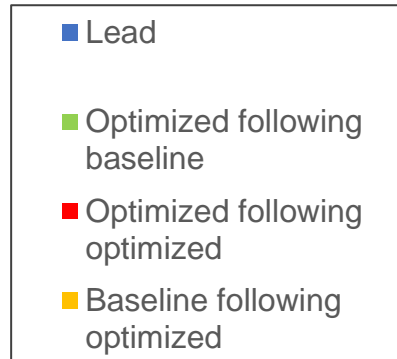 Lead
Optimized following
baseline
Optimized following
optimized
Baseline following
optimized